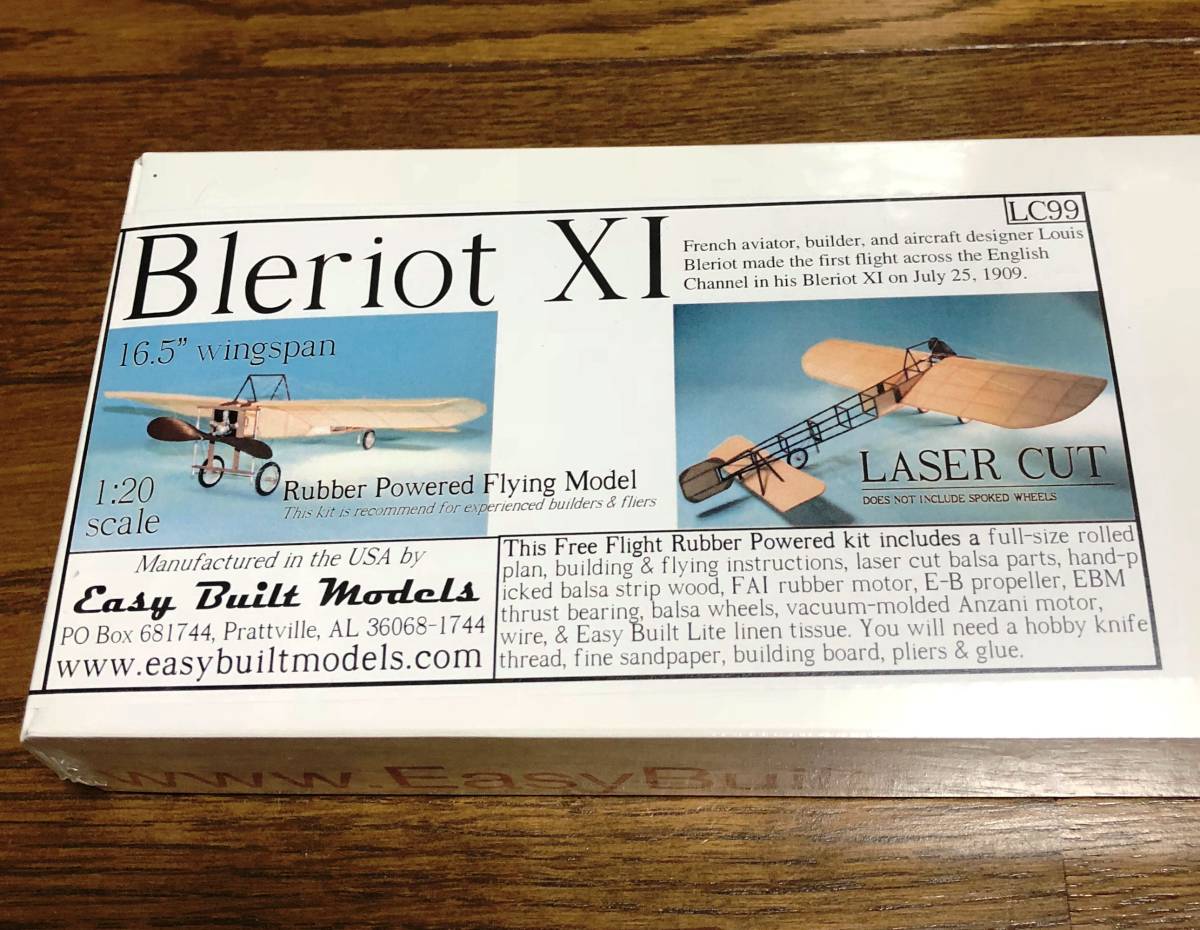 LC99
Bleriot XI
French aviator, builder, and aircraft designer Louis
Bleriot made the first flight across the English
Channel in his Bleriot XI on July 25, 1909.
16.5” wingspan
1:20
scale
Rubber Powered Flying Model
This kit is recommend for experienced builders & fliers
LASER CUT
DOES NOT INCLUDE SPOKED WHEELS
Manufactured in the USA by
Easy Built Models
PO Box 681744, Prattville, AL 36068-1744
www.easybuiltmodels.com
This Free Flight Rubber Powered kit includes a full-size rolled
plan, building & flying instructions, laser cut balsa parts, hand-p
icked balsa strip wood, FAI rubber motor, E-B propeller, EBM
thrust bearing, balsa wheels, vacuum-molded Anzani motor,
wire, & Easy Built Lite linen tissue. You will need a hobby knife
thread, fine sandpaper, building board, pliers & glue.
www.EasyBuilt